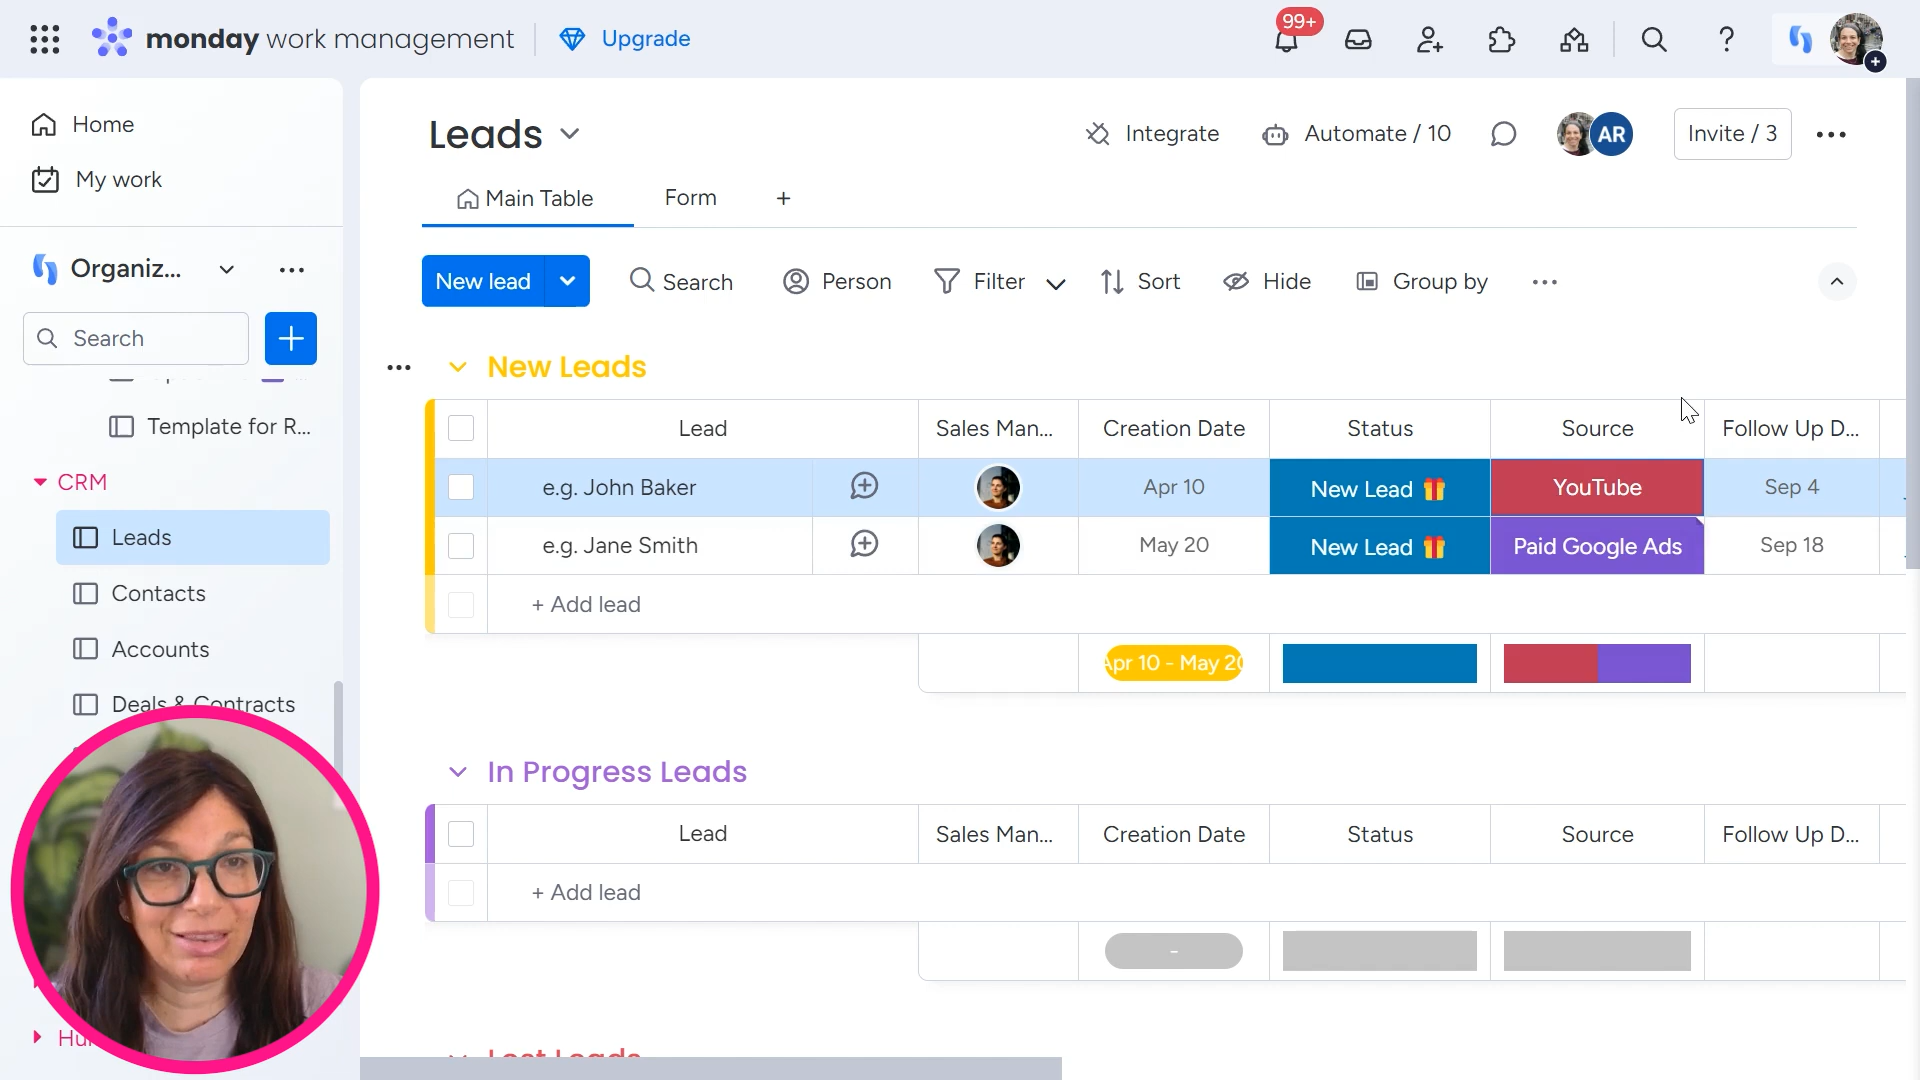 monday work management
Upgrade
99+
Home
My work
Organiz...
Search
Template for R...
CRM
Leads
Contacts
Accounts
Deals & Contracts
Leads
Integrate
Automate / 10
AR
Invite / 3
Main Table
Form
+
New lead
Search
Person
Filter
Sort
Hide
Group by
New Leads
Lead
Sales Man...
Creation Date
Status
Source
Follow Up D...
e.g. John Baker
Apr 10
New Lead 🎁
YouTube
Sep 4
e.g. Jane Smith
May 20
New Lead 🎁
Paid Google Ads
Sep 18
+ Add lead
Apr 10 - May 20
In Progress Leads
Lead
Sales Man...
Creation Date
Status
Source
Follow Up D...
+ Add lead
-
Lost Leads